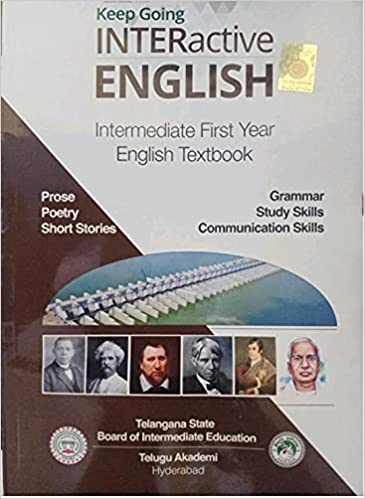 Keep Going
INTERactive
ENGLISH
Intermediate First Year
English Textbook
Prose
Poetry
Short Stories
Grammar
Study Skills
Communication Skills
Telangana State
Board of Intermediate Education
Telugu Akademi
Hyderabad